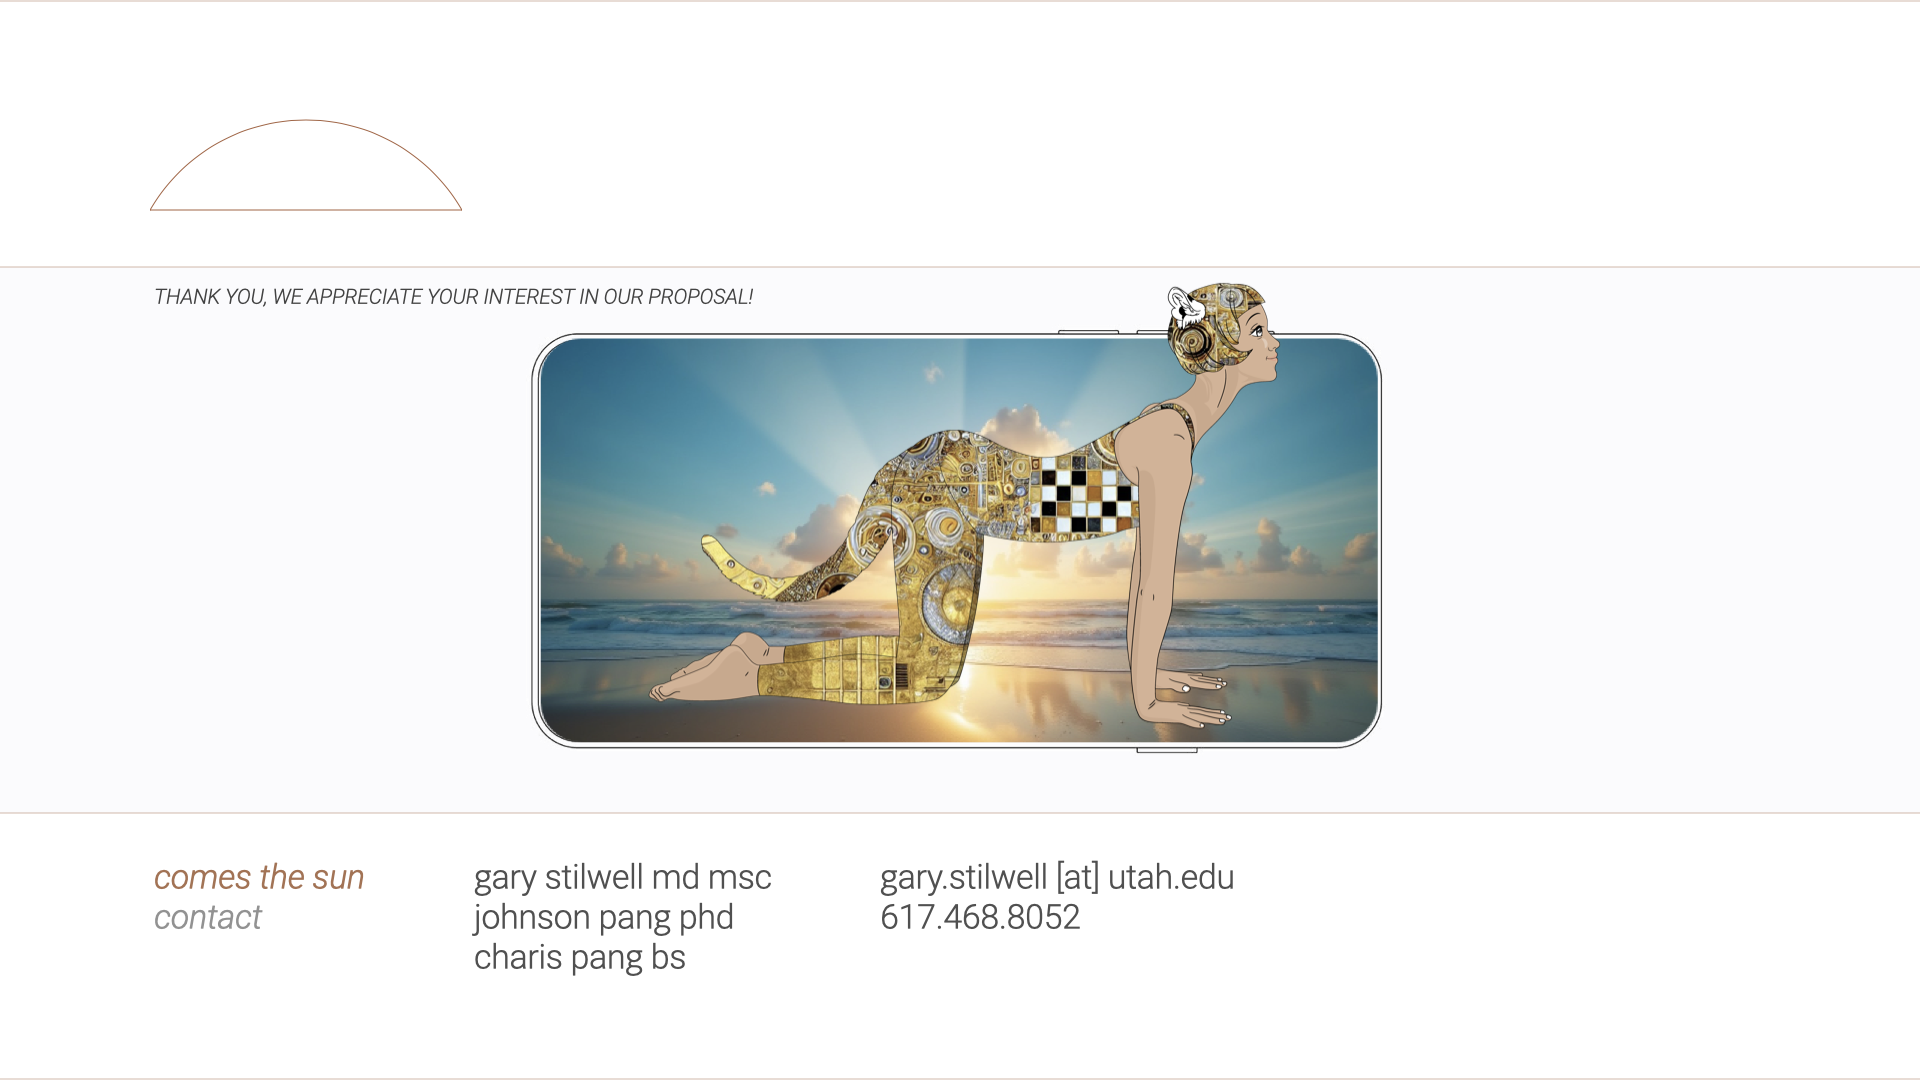 THANK YOU, WE APPRECIATE YOUR INTEREST IN OUR PROPOSAL!
comes the sun
contact
gary stilwell md msc
johnson pang phd
charis pang bs
gary.stilwell [at] utah.edu
617.468.8052